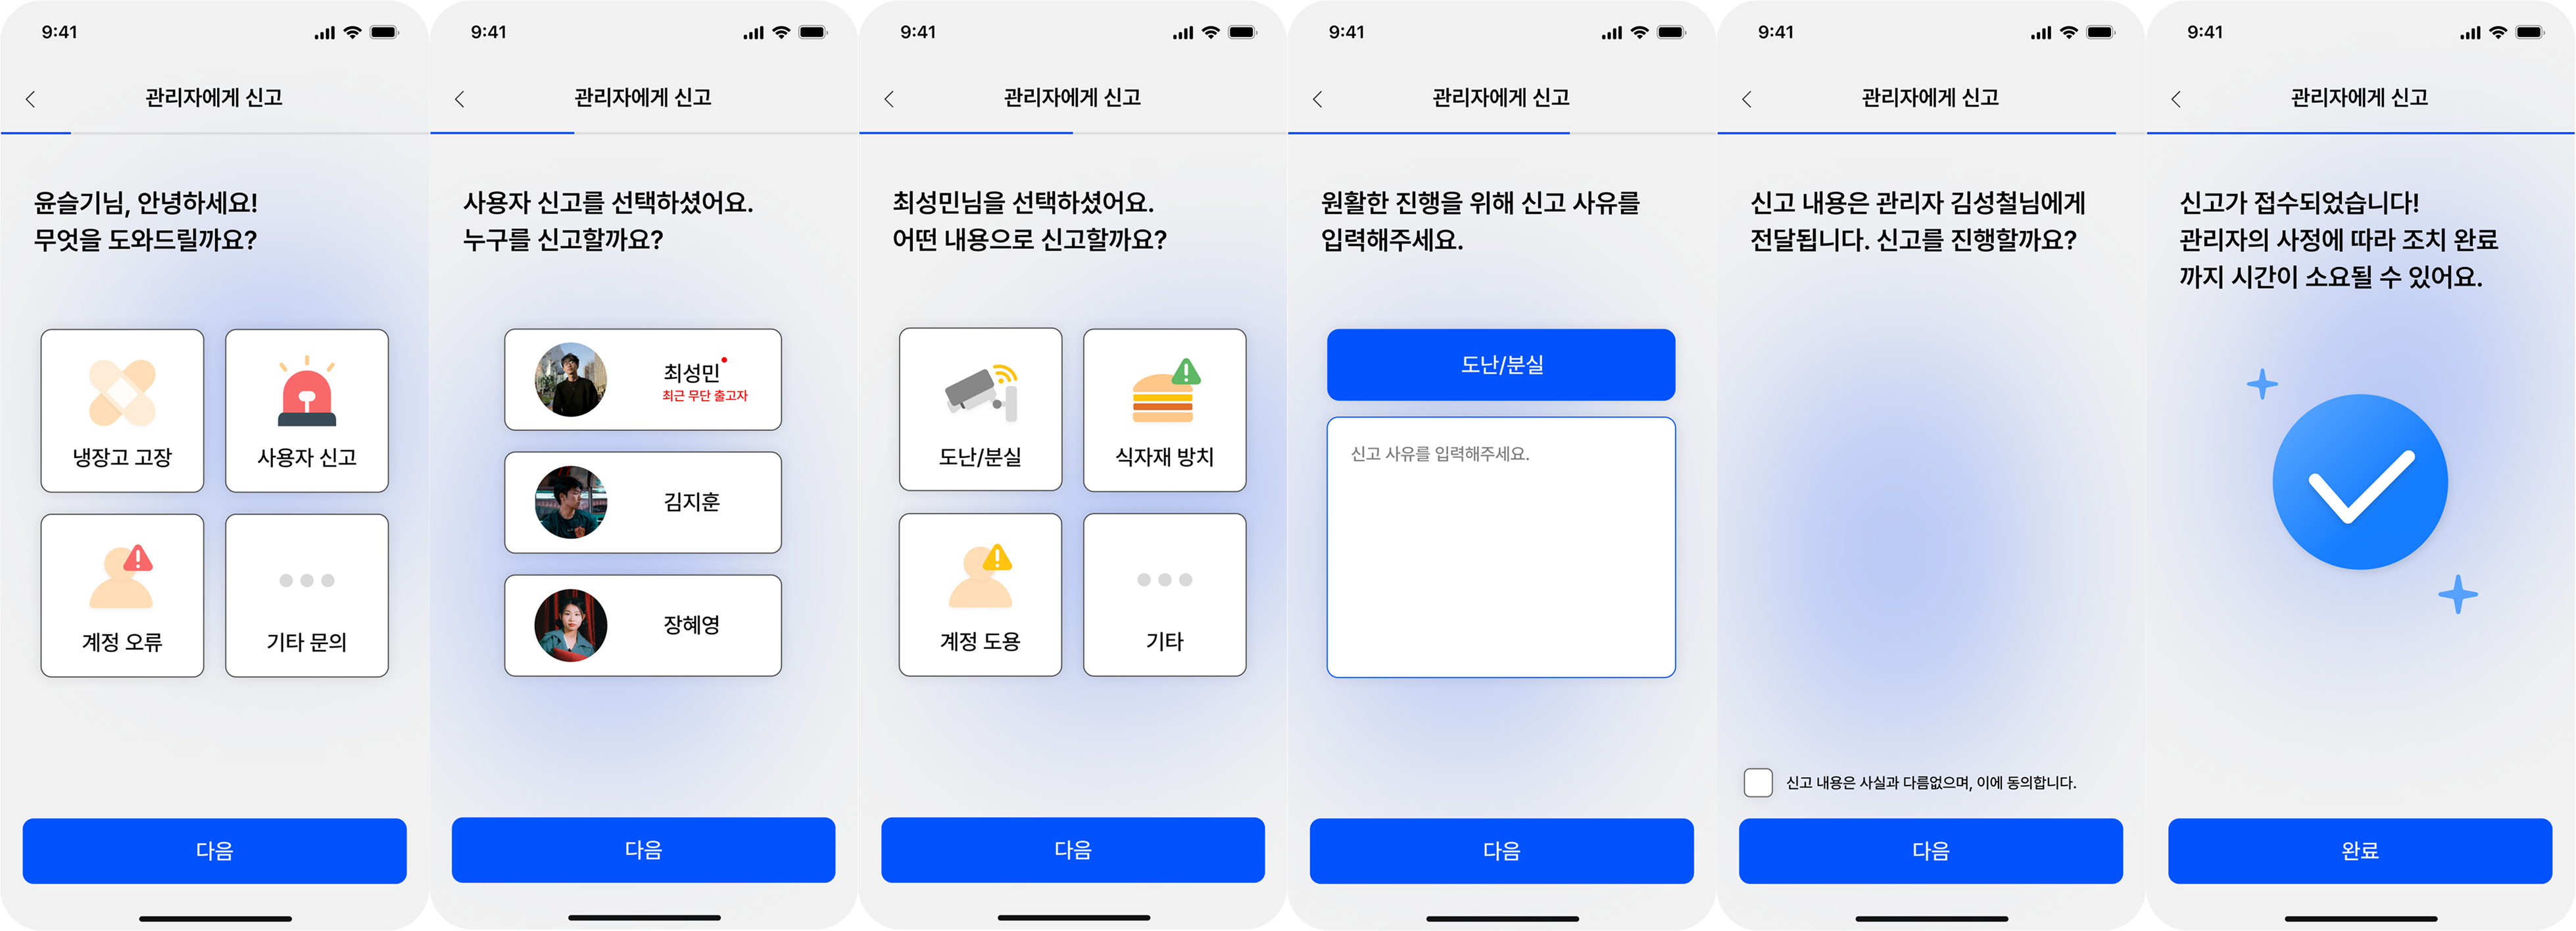 9:41
관리자에게 신고
윤슬기님, 안녕하세요!
무엇을 도와드릴까요?
냉장고 고장
사용자 신고
계정 오류
기타 문의
다음
9:41
관리자에게 신고
사용자 신고를 선택하셨어요.
누구를 신고할까요?
최성민
최근 무단 출고자
김지훈
장혜영
다음
9:41
관리자에게 신고
최성민님을 선택하셨어요.
어떤 내용으로 신고할까요?
도난/분실
식자재 방치
계정 도용
기타
다음
9:41
관리자에게 신고
원활한 진행을 위해 신고 사유를
입력해주세요.
도난/분실
신고 사유를 입력해주세요.
다음
9:41
관리자에게 신고
신고 내용은 관리자 김성철님에게
전달됩니다. 신고를 진행할까요?
신고 내용은 사실과 다름없으며, 이에 동의합니다.
다음
9:41
관리자에게 신고
신고가 접수되었습니다!
관리자의 사정에 따라 조치 완료
까지 시간이 소요될 수 있어요.
완료